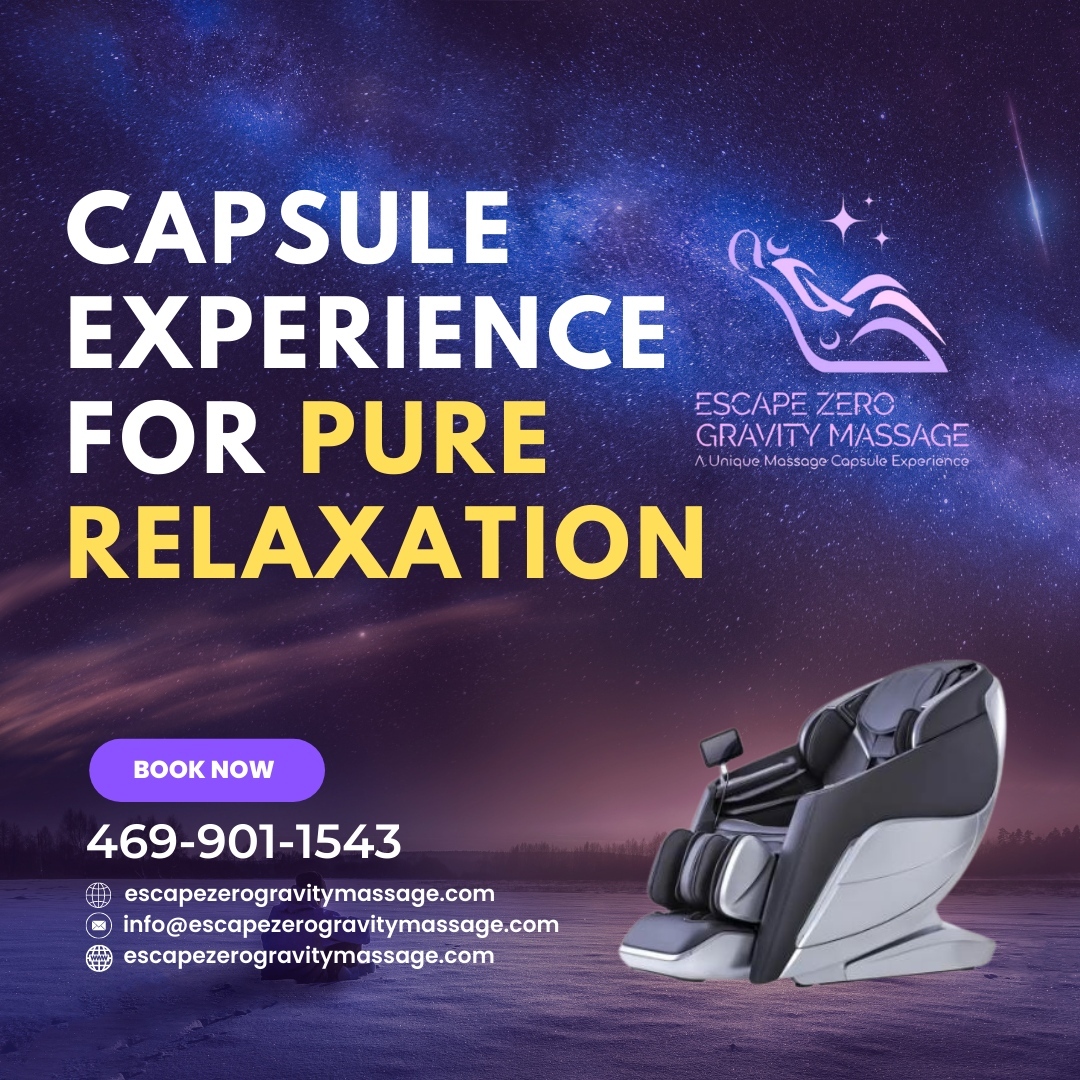 CAPSULE
EXPERIENCE
FOR PURE
RELAXATION
ESCAPE ZERO
GRAVITY MASSAGE
A Unique Massage Capsule Experience
BOOK NOW
469-901-1543
escapezerogravitymassage.com
info@escapezerogravitymassage.com
escapezerogravitymassage.com